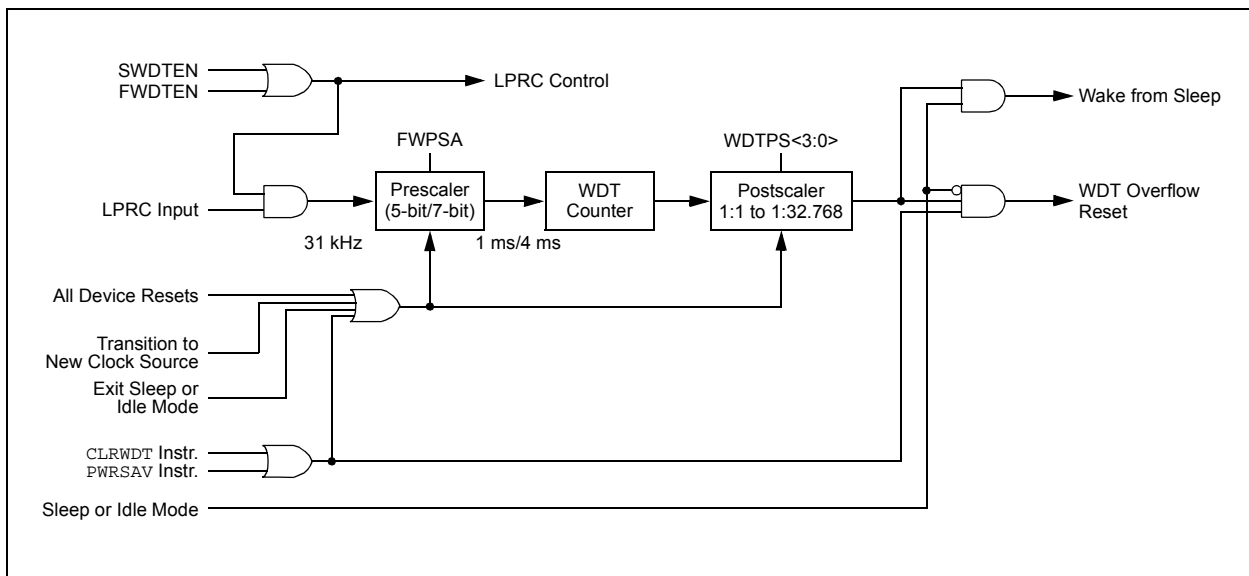 SWDTEN
FWDTEN
LPRC Control
Wake from Sleep
FWPSA
WDTPS<3:0>
Prescaler
(5-bit/7-bit)
WDT
Counter
Postscaler
1:1 to 1:32.768
WDT Overflow
Reset
LPRC Input
31 kHz
1 ms/4 ms
All Device Resets
Transition to
New Clock Source
Exit Sleep or
Idle Mode
CLRWDT Instr.
PWRSAV Instr.
Sleep or Idle Mode